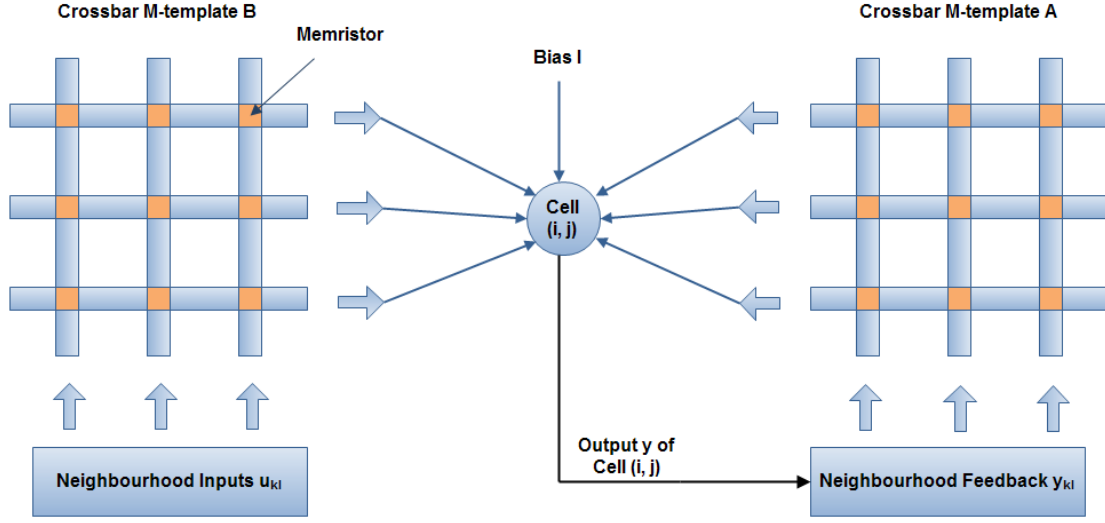 Crossbar M-template B
Crossbar M-template A
Memristor
Bias I
Cell
(i, j)
Output y of
Cell (i, j)
Neighbourhood Inputs uₖₗ
Neighbourhood Feedback yₖₗ